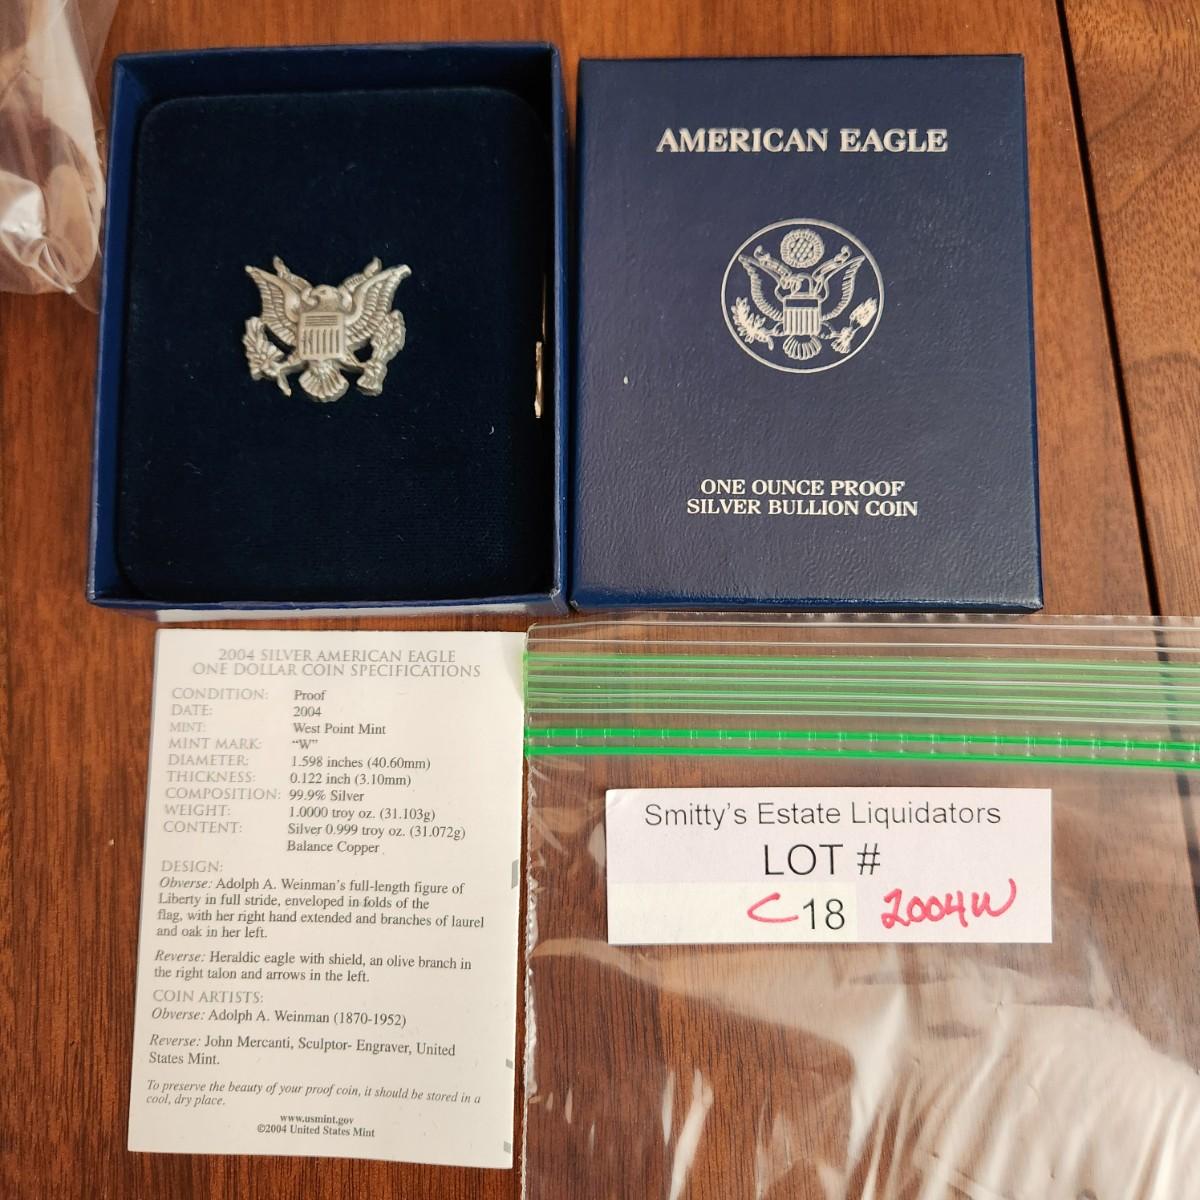 AMERICAN EAGLE
ONE OUNCE PROOF
SILVER BULLION COIN
2004 SILVER AMERICAN EAGLE
ONE DOLLAR COIN SPECIFICATIONS
CONDITION: Proof
DATE: 2004
MINT: West Point Mint
MINT MARK: "W"
DIAMETER: 1.598 inches (40.60mm)
THICKNESS: 0.122 inch (3.10mm)
COMPOSITION: 99.9% Silver
WEIGHT: 1.0000 troy oz. (31.103g)
CONTENT: Silver 0.999 troy oz. (31.072g)
Balance Copper
DESIGN:
Obverse: Adolph A. Weinman's full-length figure of
Liberty in full stride, enveloped in folds of the
flag, with her right hand extended and branches of laurel
and oak in her left.
Reverse: Heraldic eagle with shield, an olive branch in
the right talon and arrows in the left.
COIN ARTISTS:
Obverse: Adolph A. Weinman (1870-1952)
Reverse: John Mercanti, Sculptor- Engraver, United
States Mint.
To preserve the beauty of your proof coin, it should be stored in a
cool, dry place.
www.usmint.gov
©2004 United States Mint
Smitty's Estate Liquidators
LOT #
C18 2004W